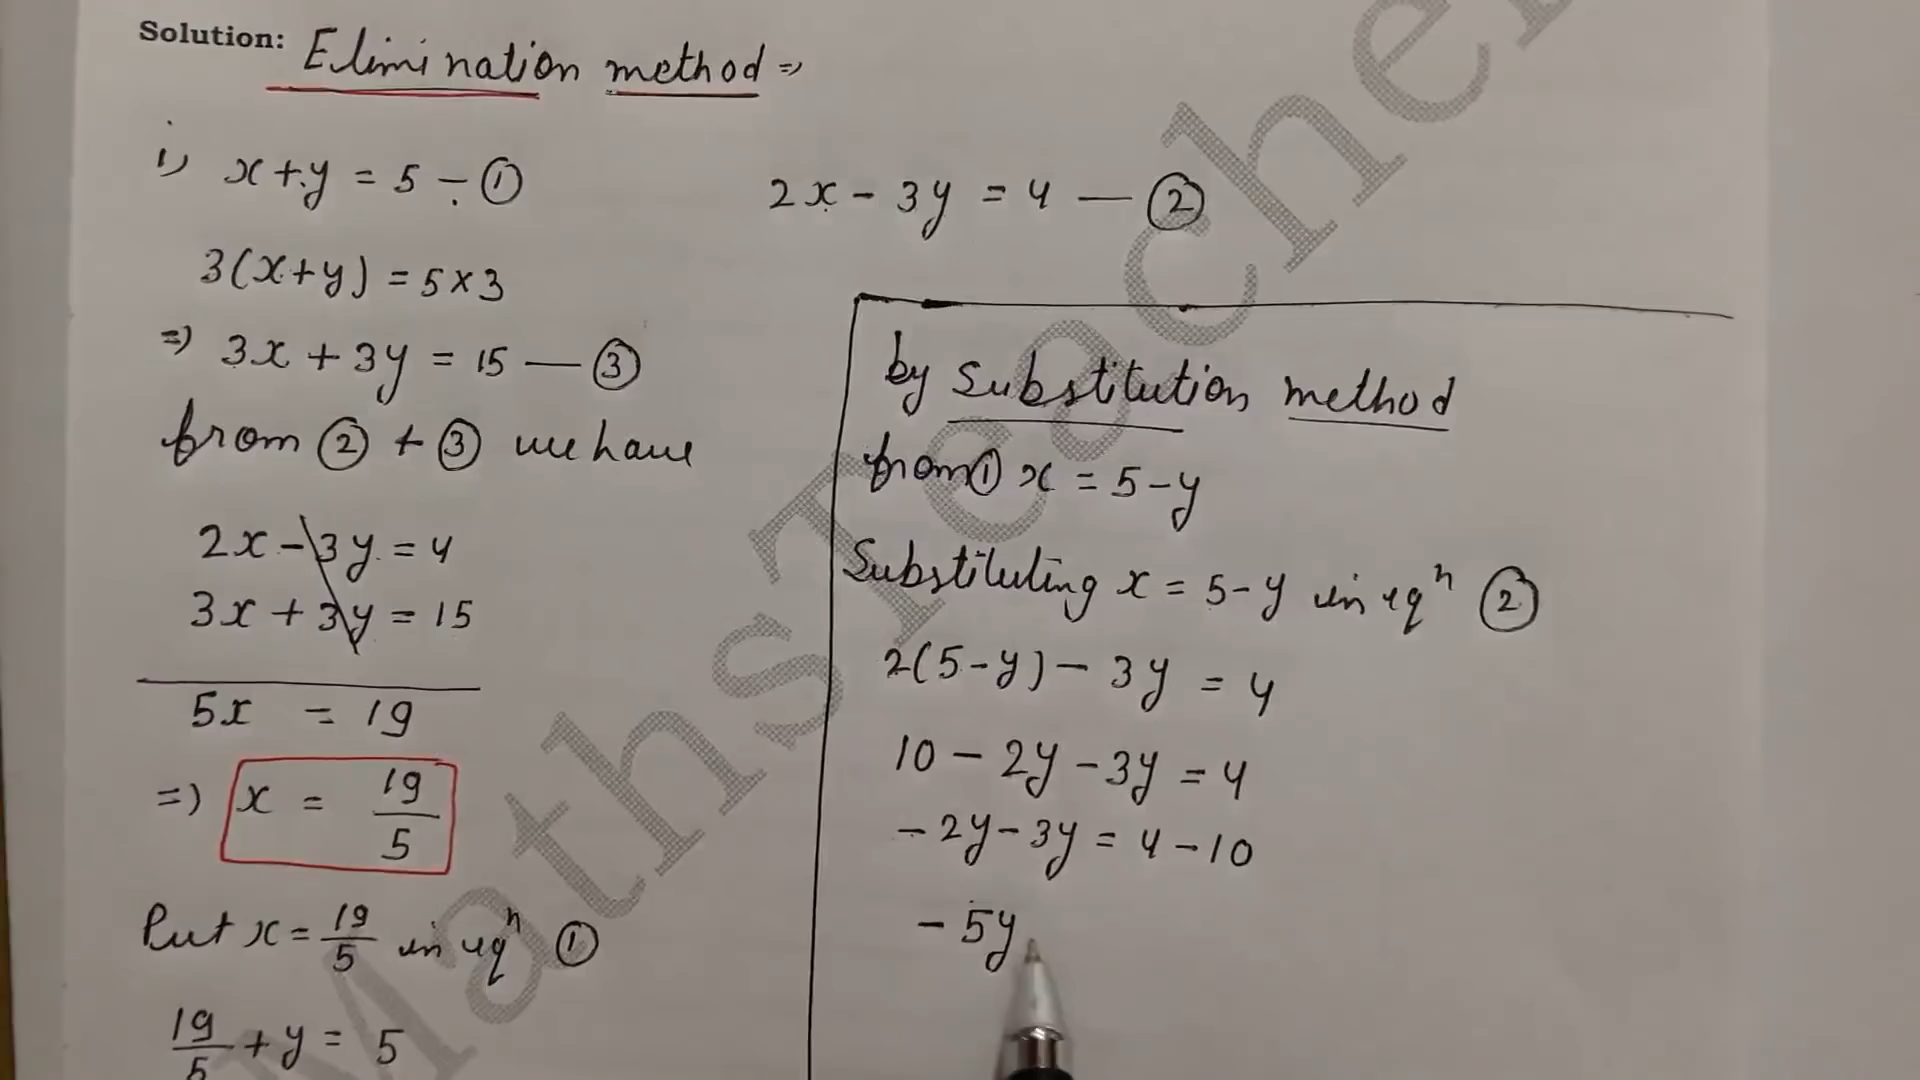 Solution: Elimination method ⇒
i) x + y = 5 — ①
2x - 3y = 4 — ②
3(x+y) = 5 × 3
⇒) 3x + 3y = 15 — ③
from ② + ③ we have
2x - 3y = 4
3x + 3y = 15
5x = 19
=) x = 19/5
Put x = 19/5 in eqⁿ ①
19/5 + y = 5
by Substitution method
from ① x = 5 - y
Substituting x = 5 - y in eqⁿ ②
2(5 - y) - 3y = 4
10 - 2y - 3y = 4
- 2y - 3y = 4 - 10
- 5y
Maths Teacher